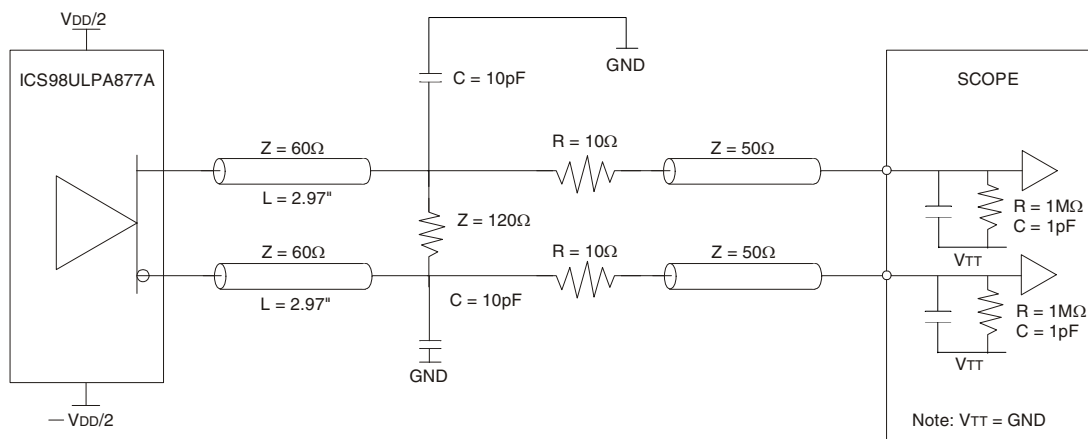 VDD/2
ICS98ULPA877A
GND
C = 10pF
SCOPE
Z = 60Ω
R = 10Ω
Z = 50Ω
L = 2.97"
R = 1MΩ
C = 1pF
Z = 120Ω
VTT
Z = 60Ω
R = 10Ω
Z = 50Ω
L = 2.97"
C = 10pF
R = 1MΩ
C = 1pF
VTT
GND
– VDD/2
Note: VTT = GND